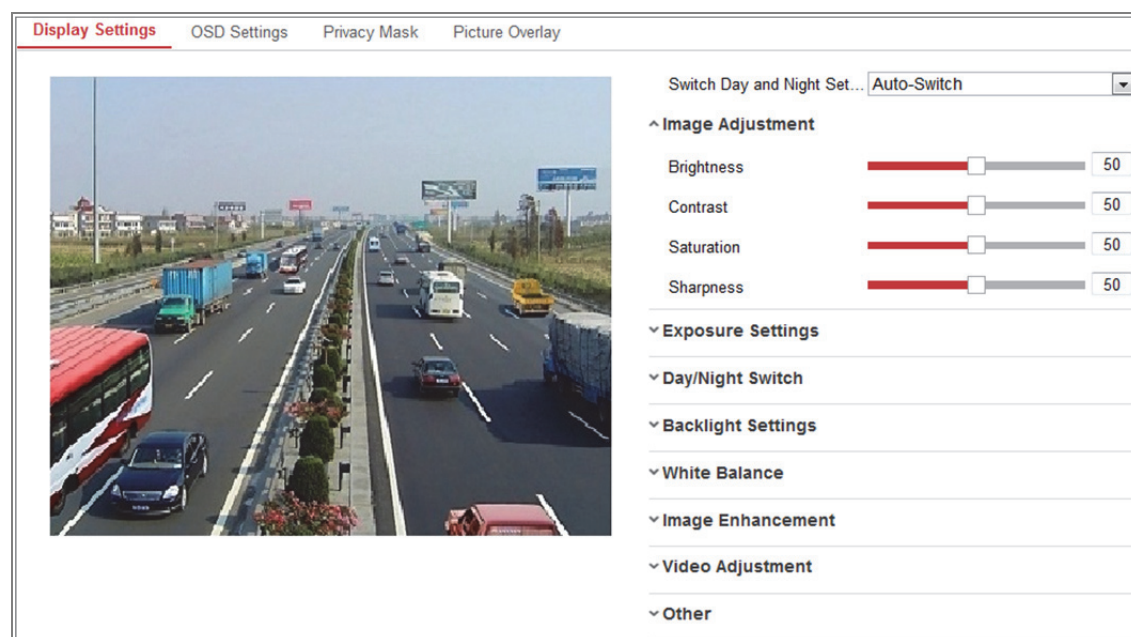 Display Settings OSD Settings Privacy Mask Picture Overlay
Switch Day and Night Set... Auto-Switch
Image Adjustment
Brightness 50
Contrast 50
Saturation 50
Sharpness 50
Exposure Settings
Day/Night Switch
Backlight Settings
White Balance
Image Enhancement
Video Adjustment
Other